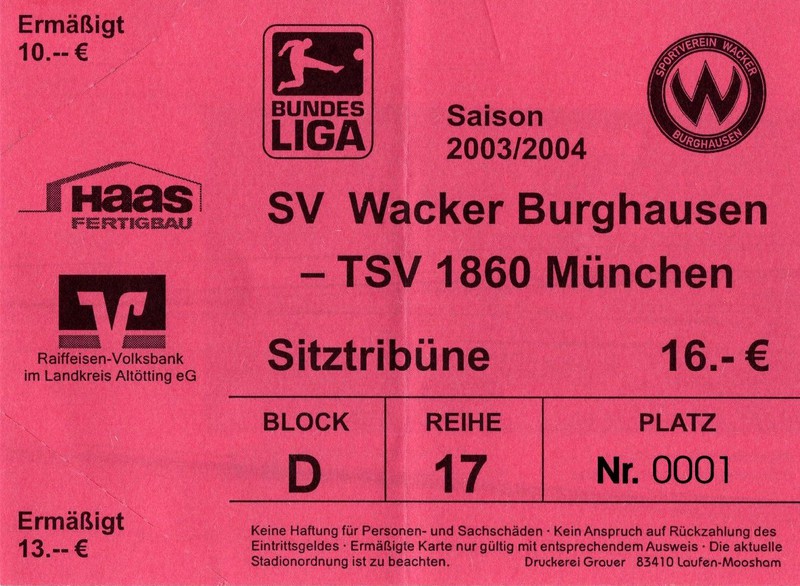 Ermäßigt
10.-- €
BUNDES
LIGA
Saison
2003/2004
SPORTVEREIN WACKER
BURGHAUSEN
W
Haas
FERTIGBAU
SV Wacker Burghausen
– TSV 1860 München
Raiffeisen-Volksbank
im Landkreis Altötting eG
Sitztribüne 16.- €
BLOCK REIHE PLATZ
D 17 Nr. 0001
Ermäßigt
13.-- €
Keine Haftung für Personen- und Sachschäden · Kein Anspruch auf Rückzahlung des
Eintrittsgeldes · Ermäßigte Karte nur gültig mit entsprechendem Ausweis · Die aktuelle
Stadionordnung ist zu beachten. Druckerei Grauer 83410 Laufen-Moosham